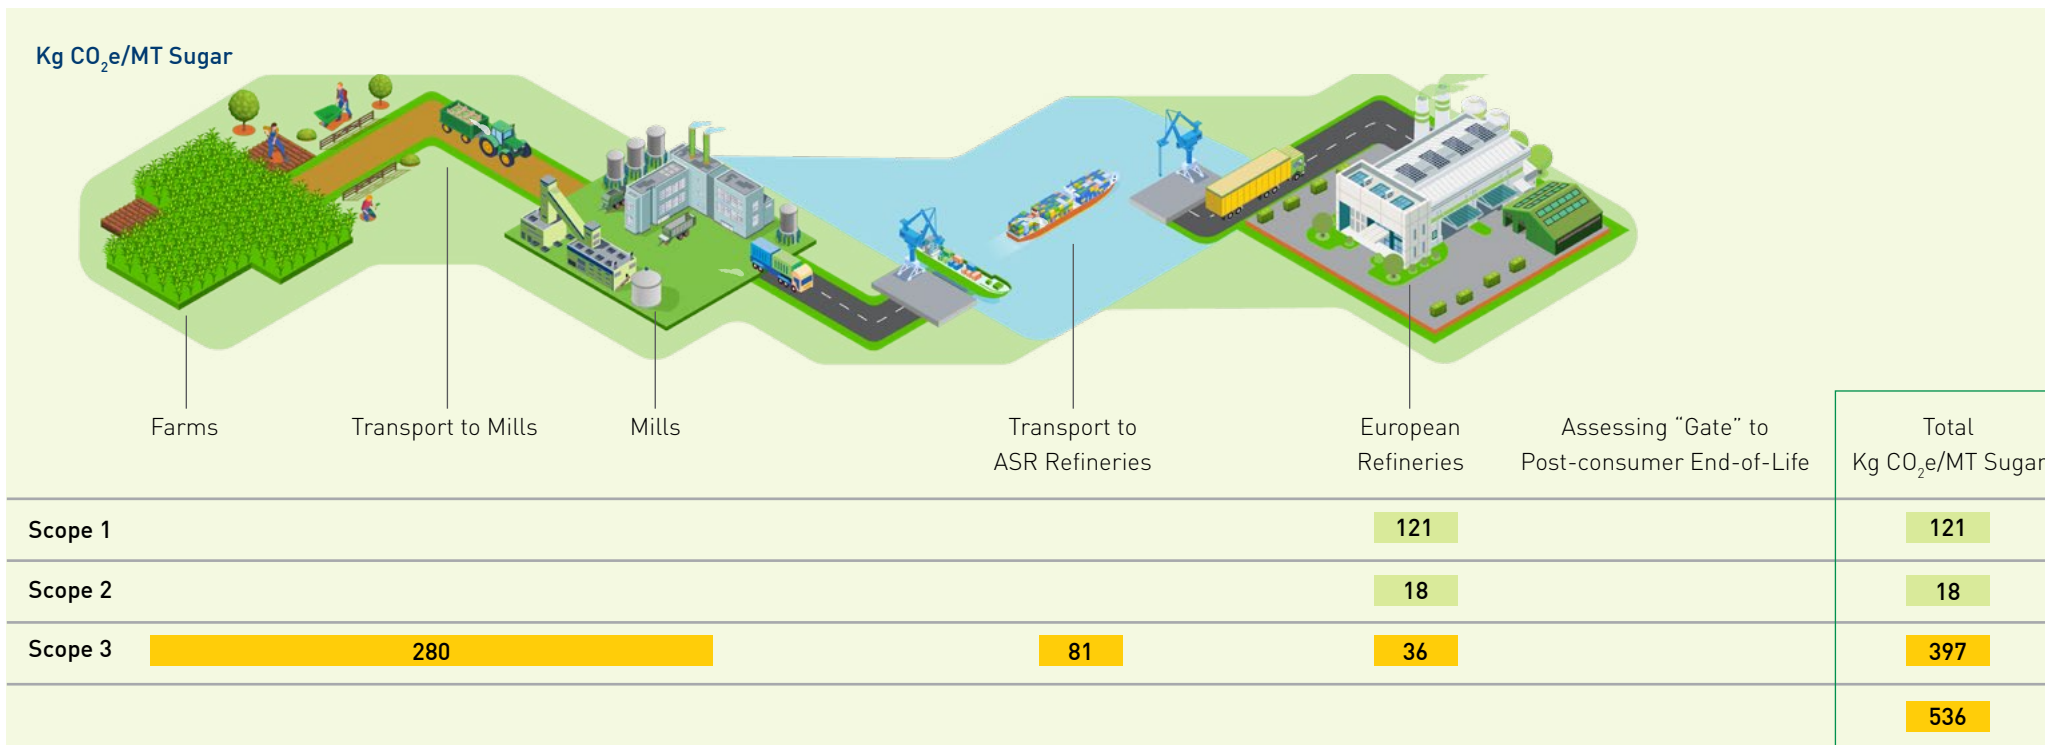 Kg CO₂e/MT Sugar
Farms
Transport to Mills
Mills
Transport to
ASR Refineries
European
Refineries
Assessing “Gate” to
Post-consumer End-of-Life
Total
Kg CO₂e/MT Sugar
Scope 1
121
121
Scope 2
18
18
Scope 3
280
81
36
397
536